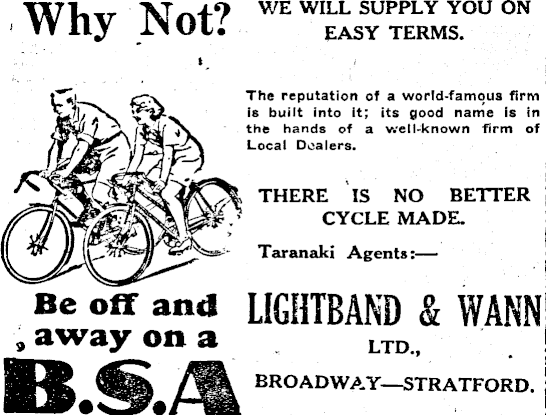 Why Not?
WE WILL SUPPLY YOU ON
EASY TERMS.
The reputation of a world-famous firm
is built into it; its good name is in
the hands of a well-known firm of
Local Dealers.
THERE IS NO BETTER
CYCLE MADE.
Taranaki Agents:—
Be off and
away on a
B.S.A
LIGHTBAND & WANN
LTD.,
BROADWAY—STRATFORD.